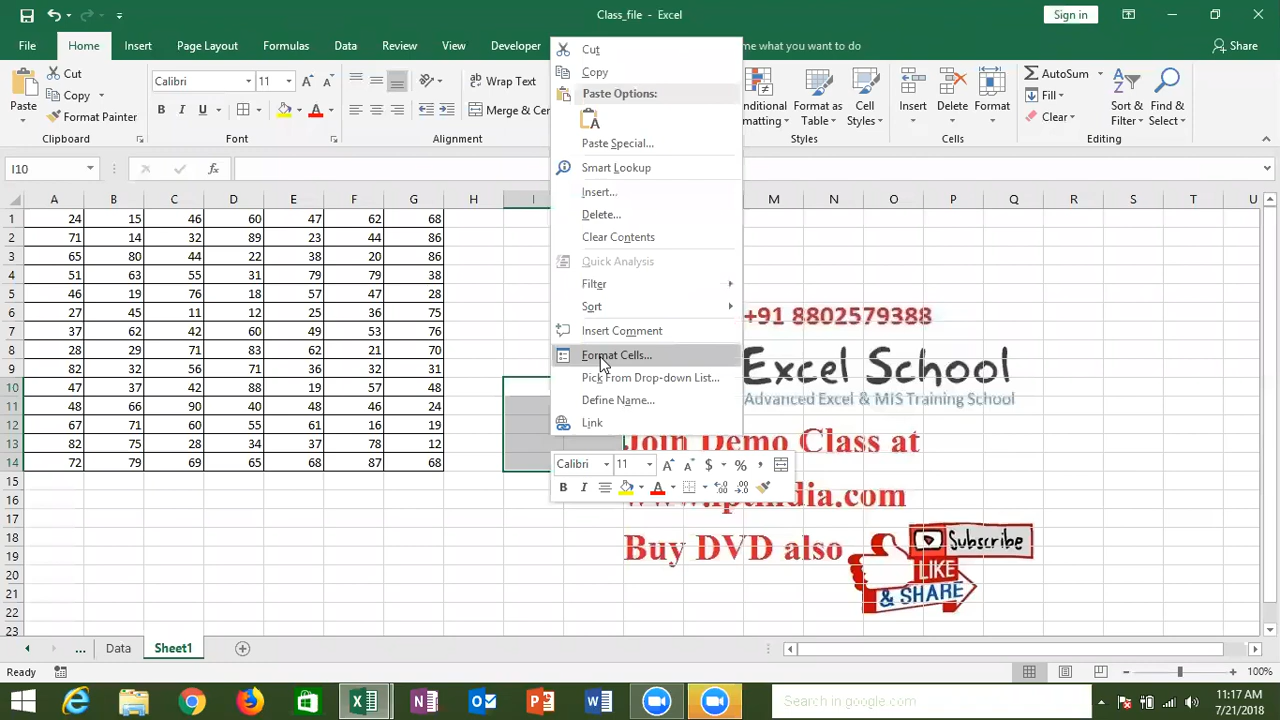 Class_file - Excel
Sign in
File Home Insert Page Layout Formulas Data Review View Developer me what you want to do Share
Paste
Cut
Copy
Format Painter
Clipboard
Calibri 11
B I U
Font
Wrap Text
Merge & Cen
Alignment
onditional
matting
Format as
Table
Cell
Styles
Styles
Insert
Delete
Format
Cells
AutoSum
Fill
Clear
Sort &
Filter
Find &
Select
Editing
I10
fx
A B C D E F G H I M N O P Q R S T U
1 24 15 46 60 47 62 68
2 71 14 32 89 23 44 86
3 65 80 44 22 38 20 86
4 51 63 55 31 79 79 38
5 46 19 76 18 57 47 28
6 27 45 11 12 25 36 75
7 37 62 42 60 49 53 76
8 28 29 71 83 62 21 70
9 82 32 56 71 36 32 31
10 47 37 42 88 19 57 48
11 48 66 90 40 48 46 24
12 67 71 60 55 61 16 19
13 82 75 28 34 37 78 12
14 72 79 69 65 68 87 68
15
16
17
18
19
20
21
22
23
Cut
Copy
Paste Options:
Paste Special...
Smart Lookup
Insert...
Delete...
Clear Contents
Quick Analysis
Filter
Sort
Insert Comment
Format Cells...
Pick From Drop-down List...
Define Name...
Link
Calibri 11 A A $ % ,
B I A
+91 8802579388
Excel School
Advanced Excel & MIS Training School
Join Demo Class at
Buy DVD also
Subscribe
LIKE
& SHARE
... Data Sheet1
Ready
100%
Search in google.com
11:17 AM
7/21/2018